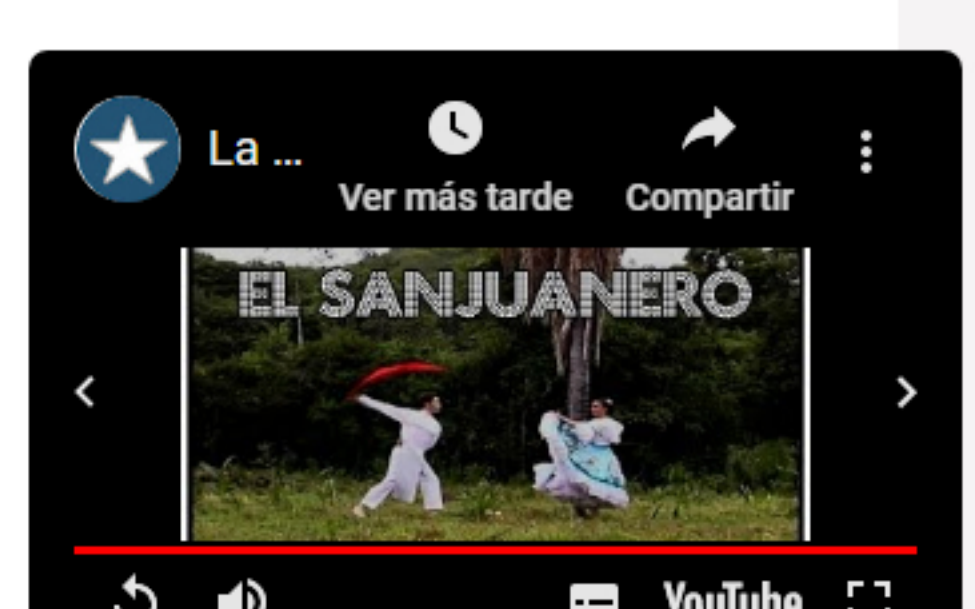 La ...
Ver más tarde
Compartir
EL SANJUANERO
YouTube